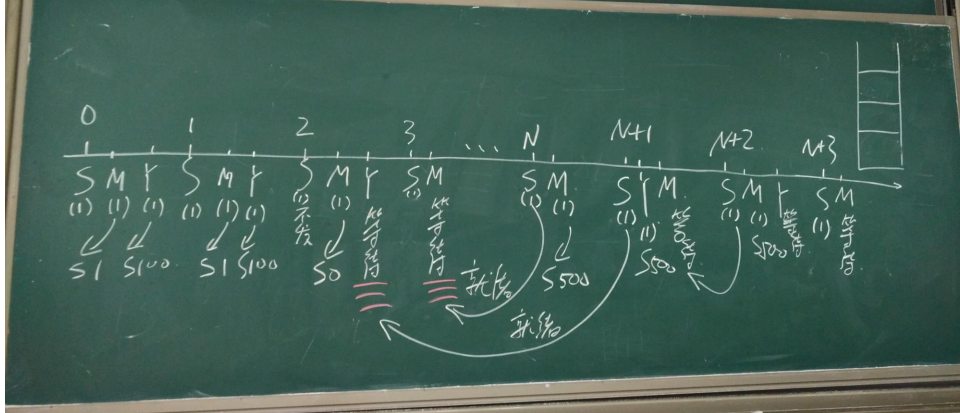 0 1 2 3 ... N N+1 N+2 N+3
S M Y S M Y S M Y S M S M S Y M S M Y S M
(1) (1) (1) (1) (1) (1) (1) (1) (1) (1) (1) (1) (1) (1) (1) (1)
不发 等待 等待 等待 等待 等待
S1 S100 S1 S100 S0 S500 S500 S500
就绪
就绪